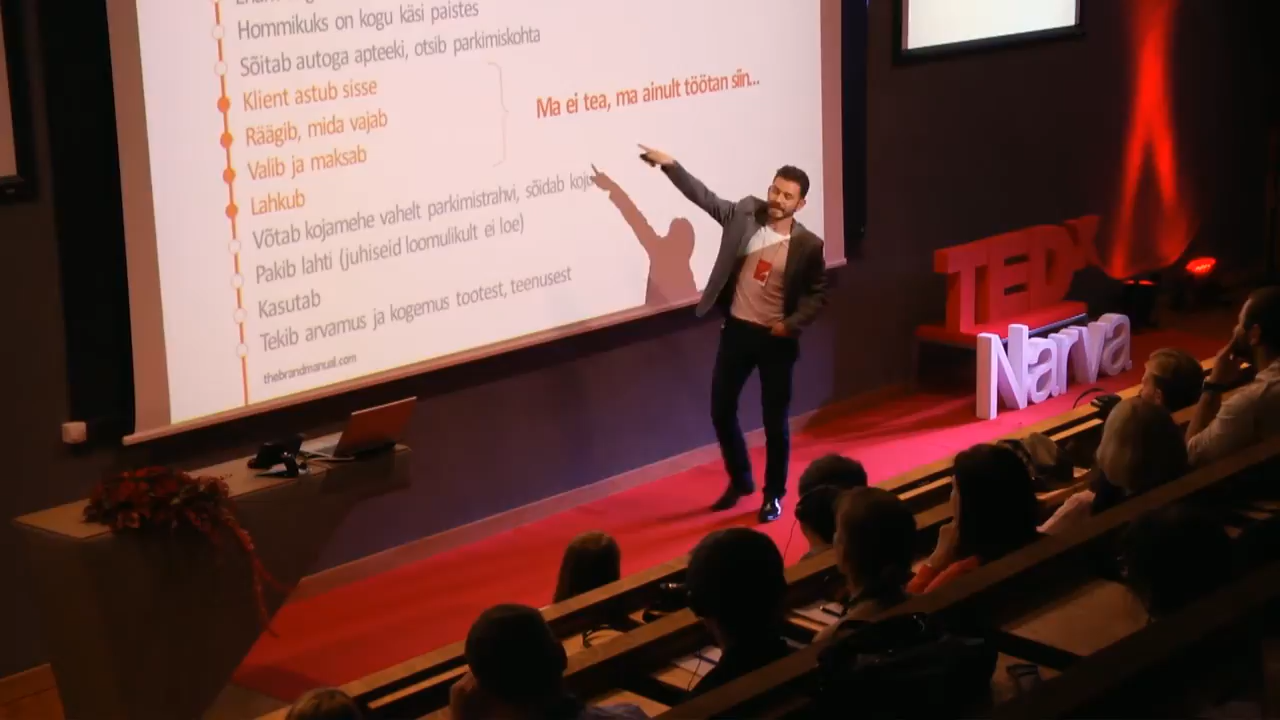 Hommikuks on kogu käsi paistes
Sõitab autoga apteeki, otsib parkimiskohta
Klient astub sisse
Räägib, mida vajab
Valib ja maksab
Lahkub
Ma ei tea, ma ainult töötan siin...
Võtab kojamehe vahelt parkimistrahvi, sõidab koju
Pakib lahti (juhiseid loomulikult ei loe)
Kasutab
Tekib arvamus ja kogemus tootest, teenusest
thebrandmanual.com
TEDx
Narva